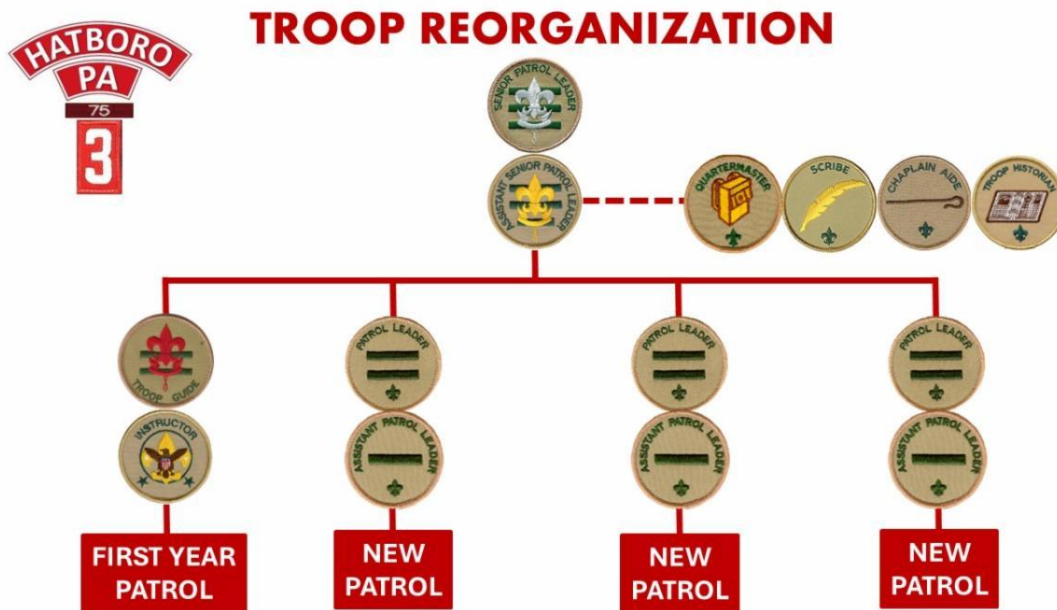 TROOP REORGANIZATION
HATBORO
PA
75
3
SENIOR PATROL LEADER
ASSISTANT SENIOR PATROL LEADER
QUARTERMASTER
SCRIBE
CHAPLAIN AIDE
TROOP HISTORIAN
TROOP GUIDE
INSTRUCTOR
FIRST YEAR
PATROL
PATROL LEADER
ASSISTANT PATROL LEADER
NEW
PATROL
PATROL LEADER
ASSISTANT PATROL LEADER
NEW
PATROL
PATROL LEADER
ASSISTANT PATROL LEADER
NEW
PATROL